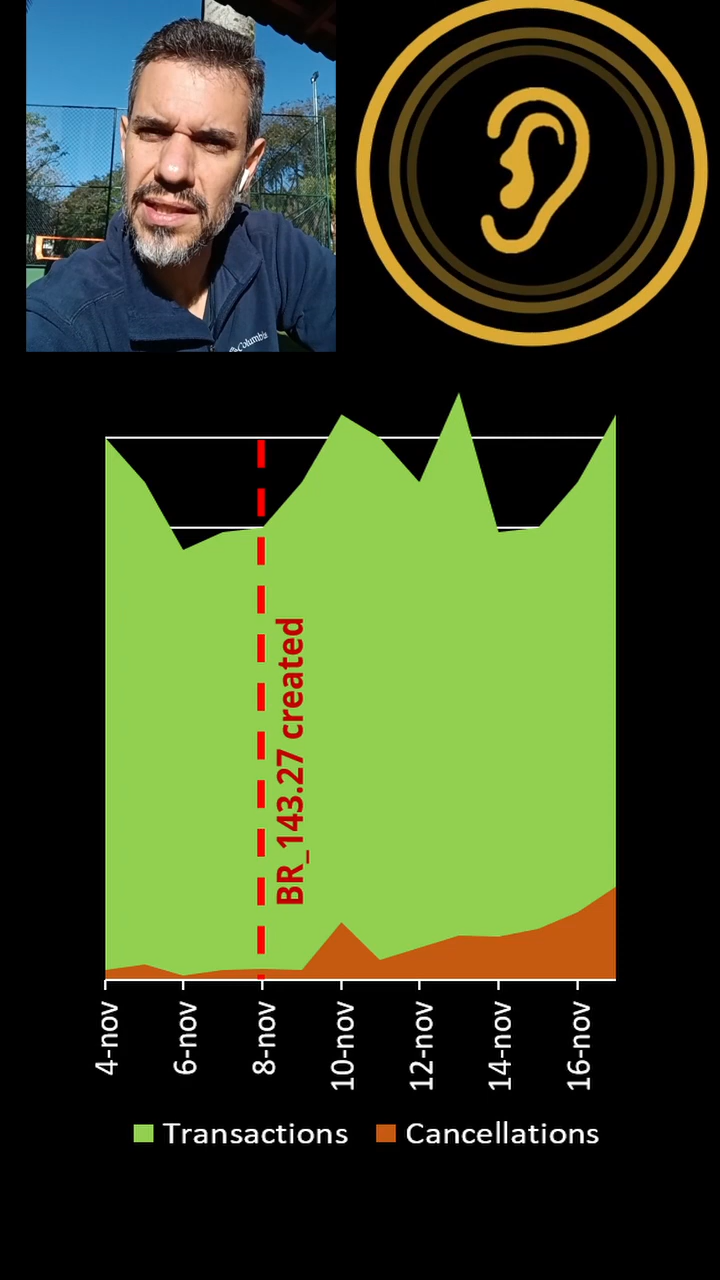 Columbia
BR_143.27 created
4-nov
6-nov
8-nov
10-nov
12-nov
14-nov
16-nov
Transactions
Cancellations